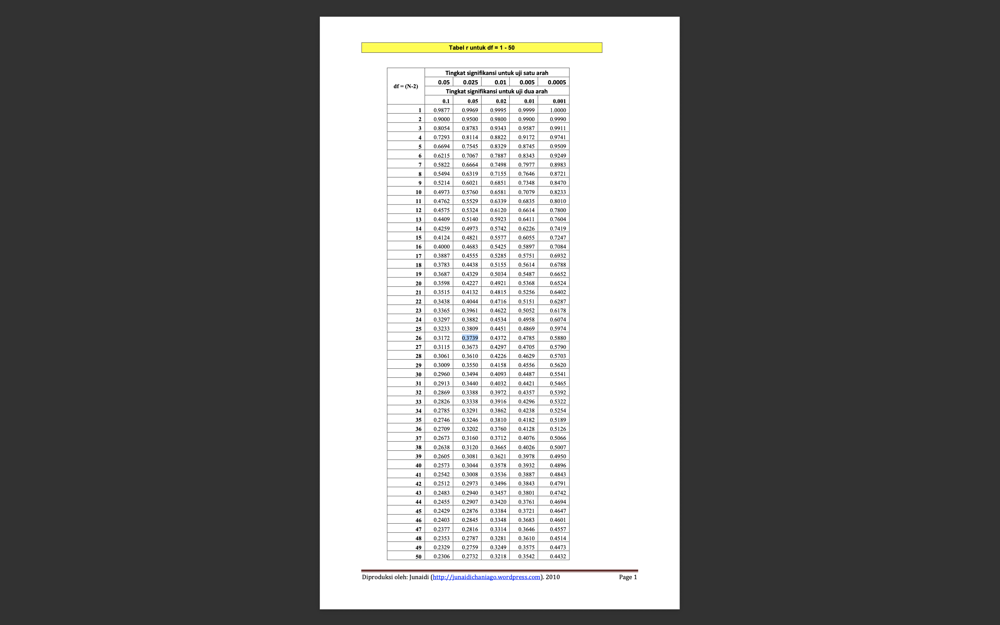 Tabel r untuk df = 1 - 50
df = (N-2)
Tingkat signifikansi untuk uji satu arah
0.05 0.025 0.01 0.005 0.0005
Tingkat signifikansi untuk uji dua arah
0.1 0.05 0.02 0.01 0.001
1 0.9877 0.9969 0.9995 0.9999 1.0000
2 0.9000 0.9500 0.9800 0.9900 0.9990
3 0.8054 0.8783 0.9343 0.9587 0.9911
4 0.7293 0.8114 0.8822 0.9172 0.9741
5 0.6694 0.7545 0.8329 0.8745 0.9509
6 0.6215 0.7067 0.7887 0.8343 0.9249
7 0.5822 0.6664 0.7498 0.7977 0.8983
8 0.5494 0.6319 0.7155 0.7646 0.8721
9 0.5214 0.6021 0.6851 0.7348 0.8470
10 0.4973 0.5760 0.6581 0.7079 0.8233
11 0.4762 0.5529 0.6339 0.6835 0.8010
12 0.4575 0.5324 0.6120 0.6614 0.7800
13 0.4409 0.5140 0.5923 0.6411 0.7604
14 0.4259 0.4973 0.5742 0.6226 0.7419
15 0.4124 0.4821 0.5577 0.6055 0.7247
16 0.4000 0.4683 0.5425 0.5897 0.7084
17 0.3887 0.4555 0.5285 0.5751 0.6932
18 0.3783 0.4438 0.5155 0.5614 0.6788
19 0.3687 0.4329 0.5034 0.5487 0.6652
20 0.3598 0.4227 0.4921 0.5368 0.6524
21 0.3515 0.4132 0.4815 0.5256 0.6402
22 0.3438 0.4044 0.4716 0.5151 0.6287
23 0.3365 0.3961 0.4622 0.5052 0.6178
24 0.3297 0.3882 0.4534 0.4958 0.6074
25 0.3233 0.3809 0.4451 0.4869 0.5974
26 0.3172 0.3739 0.4372 0.4785 0.5880
27 0.3115 0.3673 0.4297 0.4705 0.5790
28 0.3061 0.3610 0.4226 0.4629 0.5703
29 0.3009 0.3550 0.4158 0.4556 0.5620
30 0.2960 0.3494 0.4093 0.4487 0.5541
31 0.2913 0.3440 0.4032 0.4421 0.5465
32 0.2869 0.3388 0.3972 0.4357 0.5392
33 0.2826 0.3338 0.3916 0.4296 0.5322
34 0.2785 0.3291 0.3862 0.4238 0.5254
35 0.2746 0.3246 0.3810 0.4182 0.5189
36 0.2709 0.3202 0.3760 0.4128 0.5126
37 0.2673 0.3160 0.3712 0.4076 0.5066
38 0.2638 0.3120 0.3665 0.4026 0.5007
39 0.2605 0.3081 0.3621 0.3978 0.4950
40 0.2573 0.3044 0.3578 0.3932 0.4896
41 0.2542 0.3008 0.3536 0.3887 0.4843
42 0.2512 0.2973 0.3496 0.3843 0.4791
43 0.2483 0.2940 0.3457 0.3801 0.4742
44 0.2455 0.2907 0.3420 0.3761 0.4694
45 0.2429 0.2876 0.3384 0.3721 0.4647
46 0.2403 0.2845 0.3348 0.3683 0.4601
47 0.2377 0.2816 0.3314 0.3646 0.4557
48 0.2353 0.2787 0.3281 0.3610 0.4514
49 0.2329 0.2759 0.3249 0.3575 0.4473
50 0.2306 0.2732 0.3218 0.3542 0.4432
Diproduksi oleh: Junaidi (http://junaidichaniago.wordpress.com). 2010 Page 1